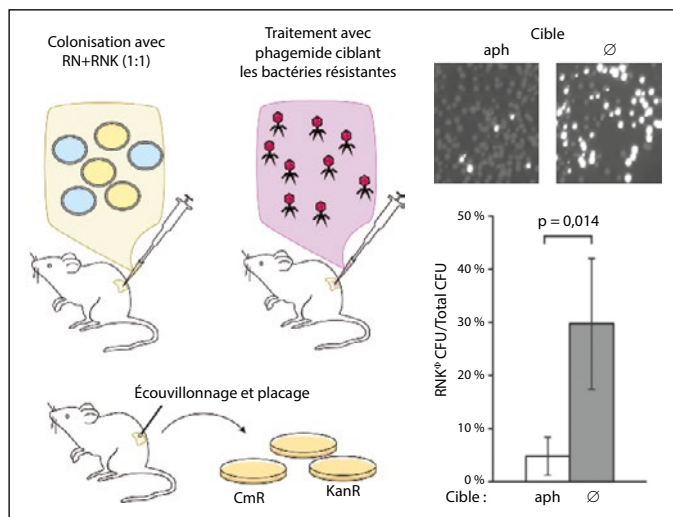 Colonisation avec
RN+RNK (1:1)
Traitement avec
phagemide ciblant
les bactéries résistantes
Cible
aph ∅
Écouvillonnage et placage
CmR KanR
p = 0,014
RNKᶲ CFU/Total CFU
50 %
40 %
30 %
20 %
10 %
0 %
Cible : aph ∅